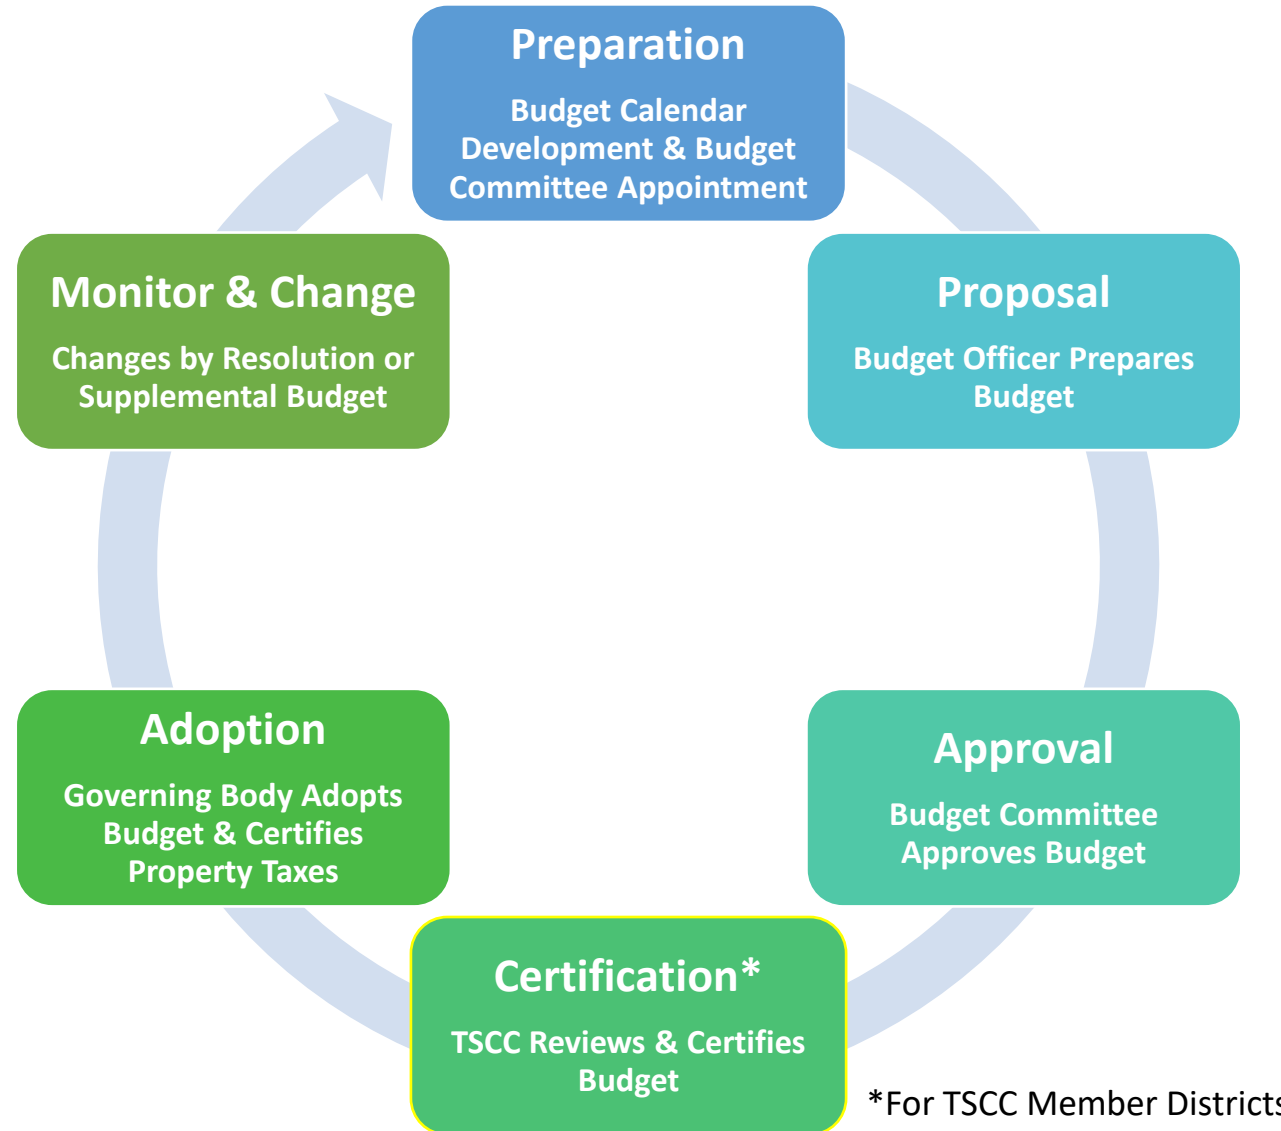 Preparation
Budget Calendar
Development & Budget
Committee Appointment
Proposal
Budget Officer Prepares
Budget
Approval
Budget Committee
Approves Budget
Certification*
TSCC Reviews & Certifies
Budget
*For TSCC Member Districts
Adoption
Governing Body Adopts
Budget & Certifies
Property Taxes
Monitor & Change
Changes by Resolution or
Supplemental Budget